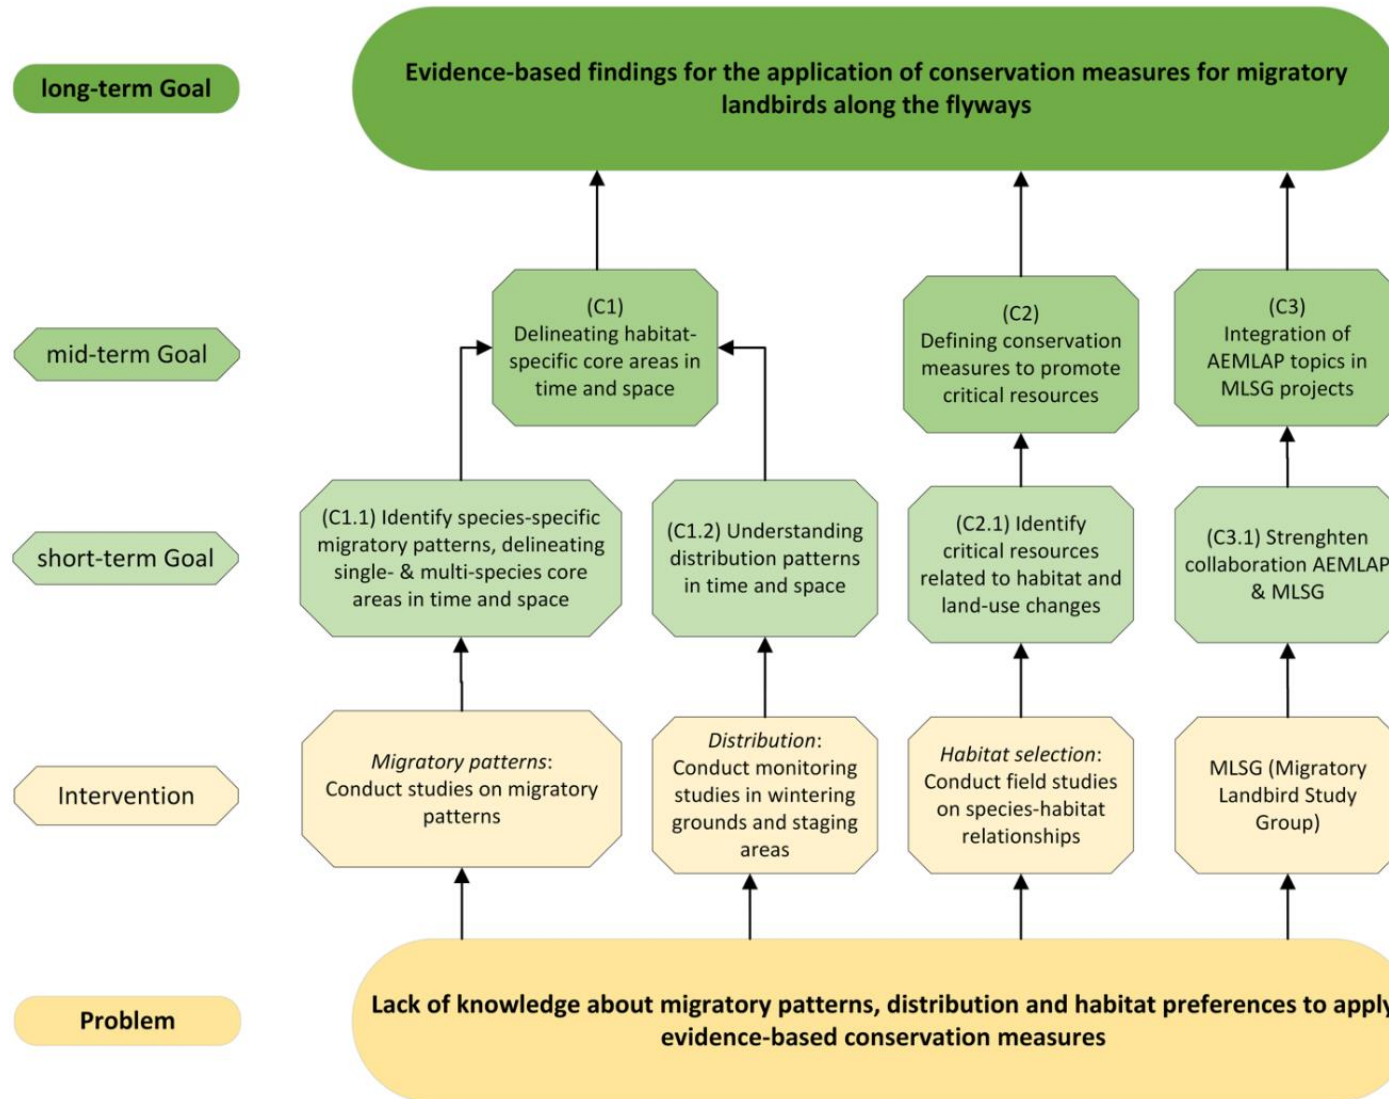 long-term Goal
Evidence-based findings for the application of conservation measures for migratory
landbirds along the flyways
mid-term Goal
(C1)
Delineating habitat-
specific core areas in
time and space
(C2)
Defining conservation
measures to promote
critical resources
(C3)
Integration of
AEMLAP topics in
MLSG projects
short-term Goal
(C1.1) Identify species-specific
migratory patterns, delineating
single- & multi-species core
areas in time and space
(C1.2) Understanding
distribution patterns
in time and space
(C2.1) Identify
critical resources
related to habitat and
land-use changes
(C3.1) Strenghten
collaboration AEMLAP
& MLSG
Intervention
Migratory patterns:
Conduct studies on migratory
patterns
Distribution:
Conduct monitoring
studies in wintering
grounds and staging
areas
Habitat selection:
Conduct field studies
on species-habitat
relationships
MLSG (Migratory
Landbird Study
Group)
Problem
Lack of knowledge about migratory patterns, distribution and habitat preferences to apply
evidence-based conservation measures